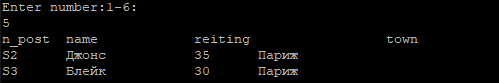 Enter number:1-6:
5
n_post name reiting town
S2 Джонс 35 Париж
S3 Блейк 30 Париж